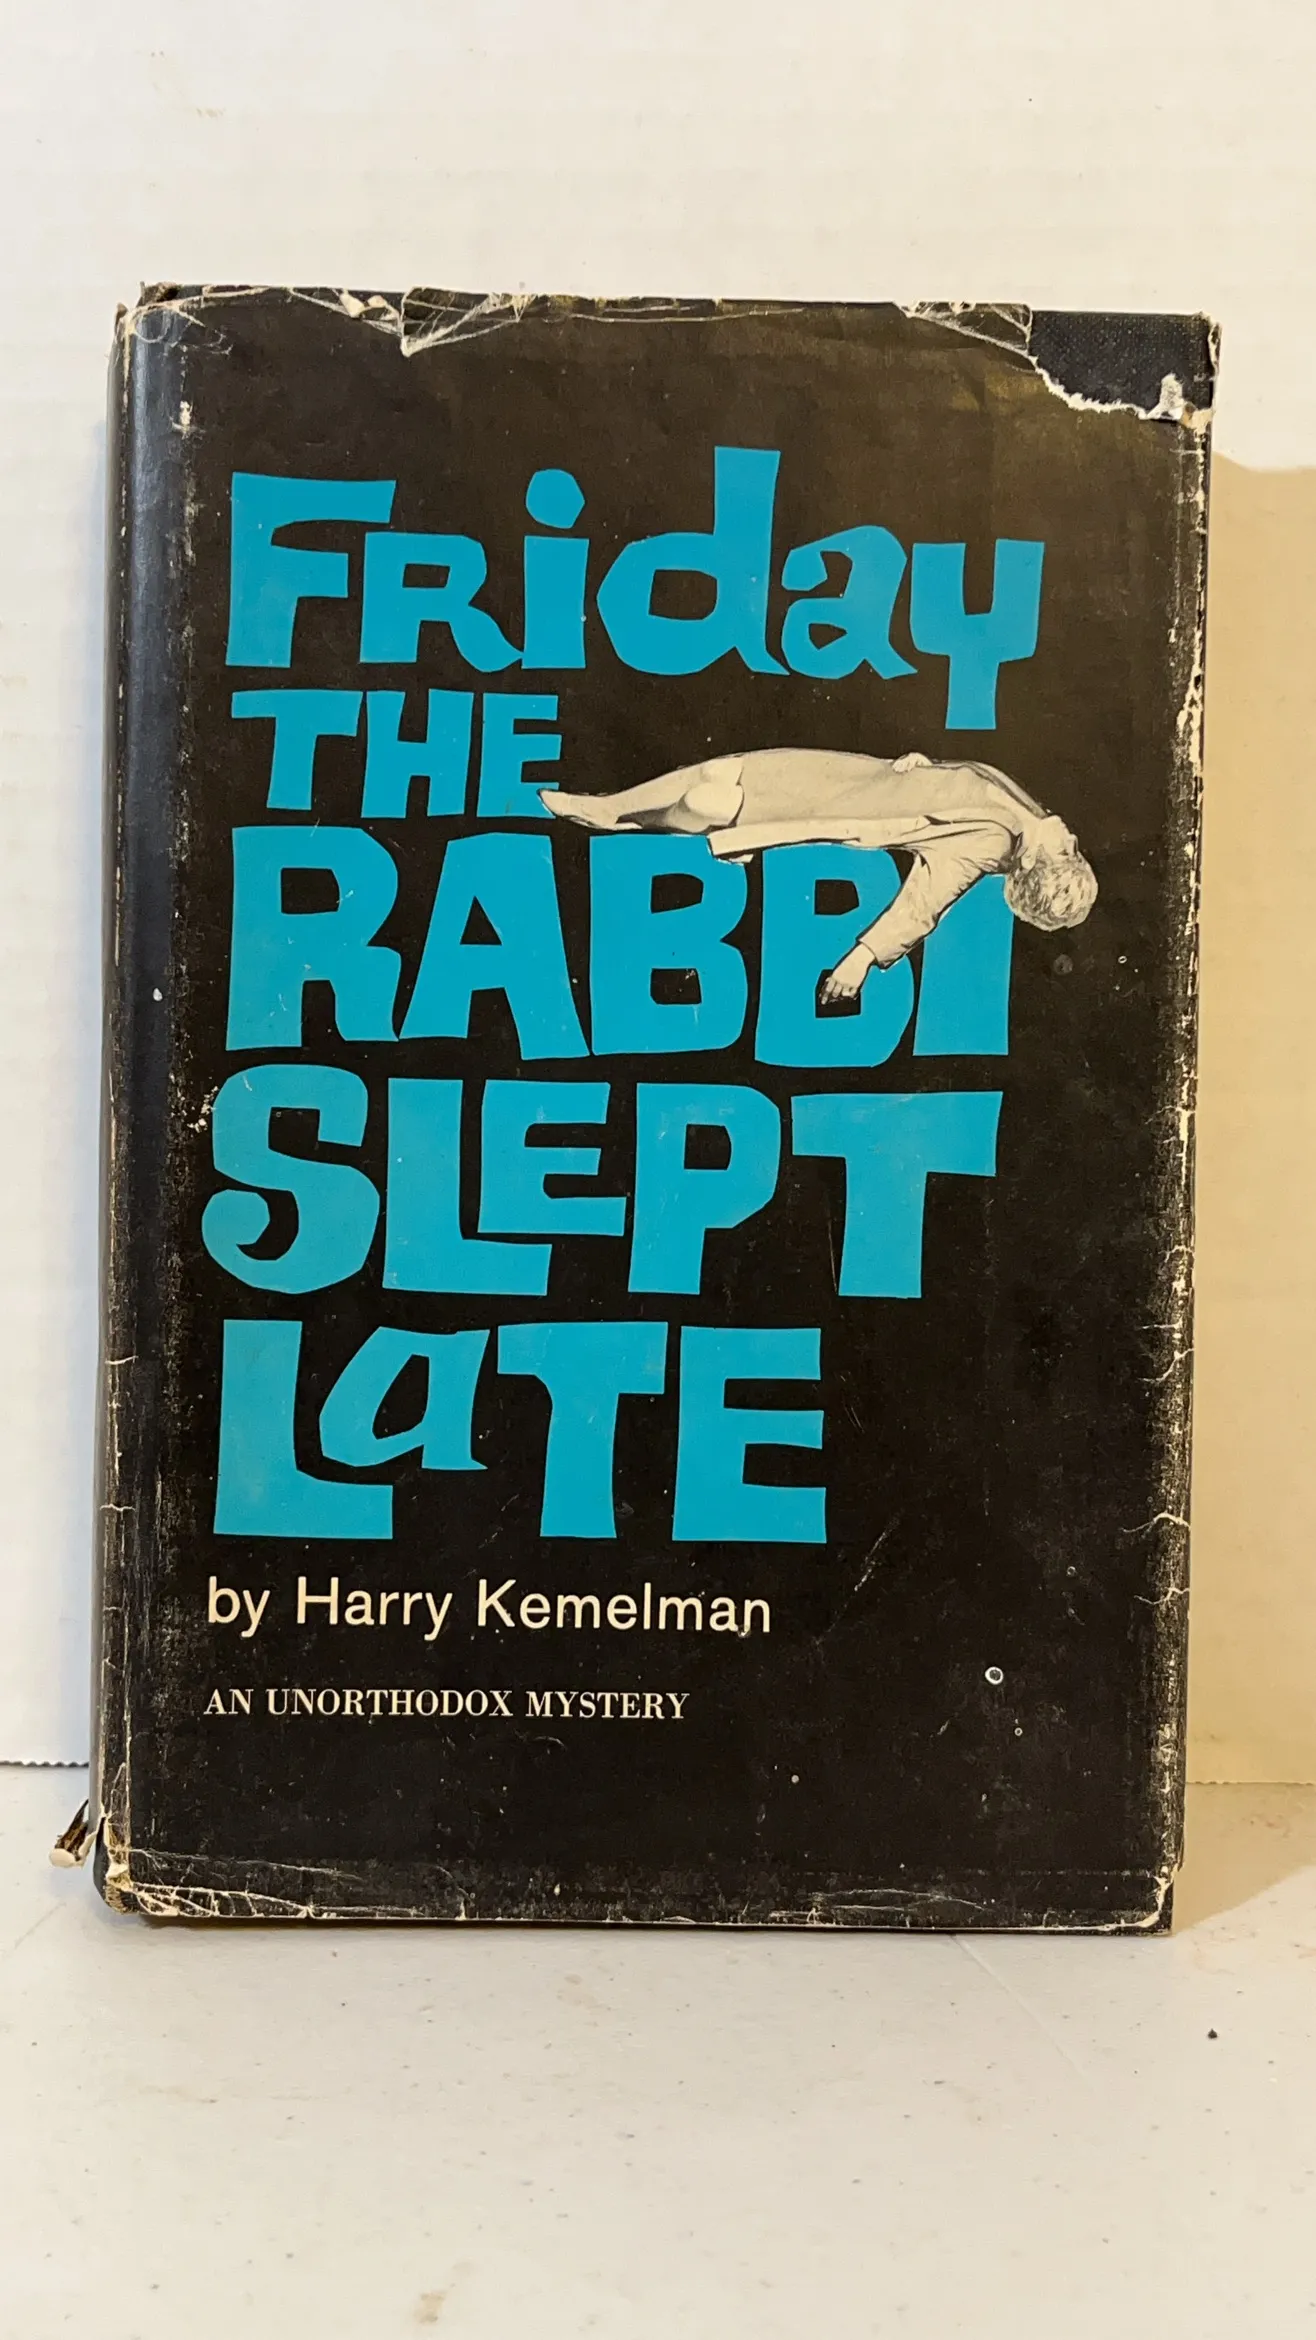 Friday
THE
RABBI
SLEPT
LaTE
by Harry Kemelman
AN UNORTHODOX MYSTERY